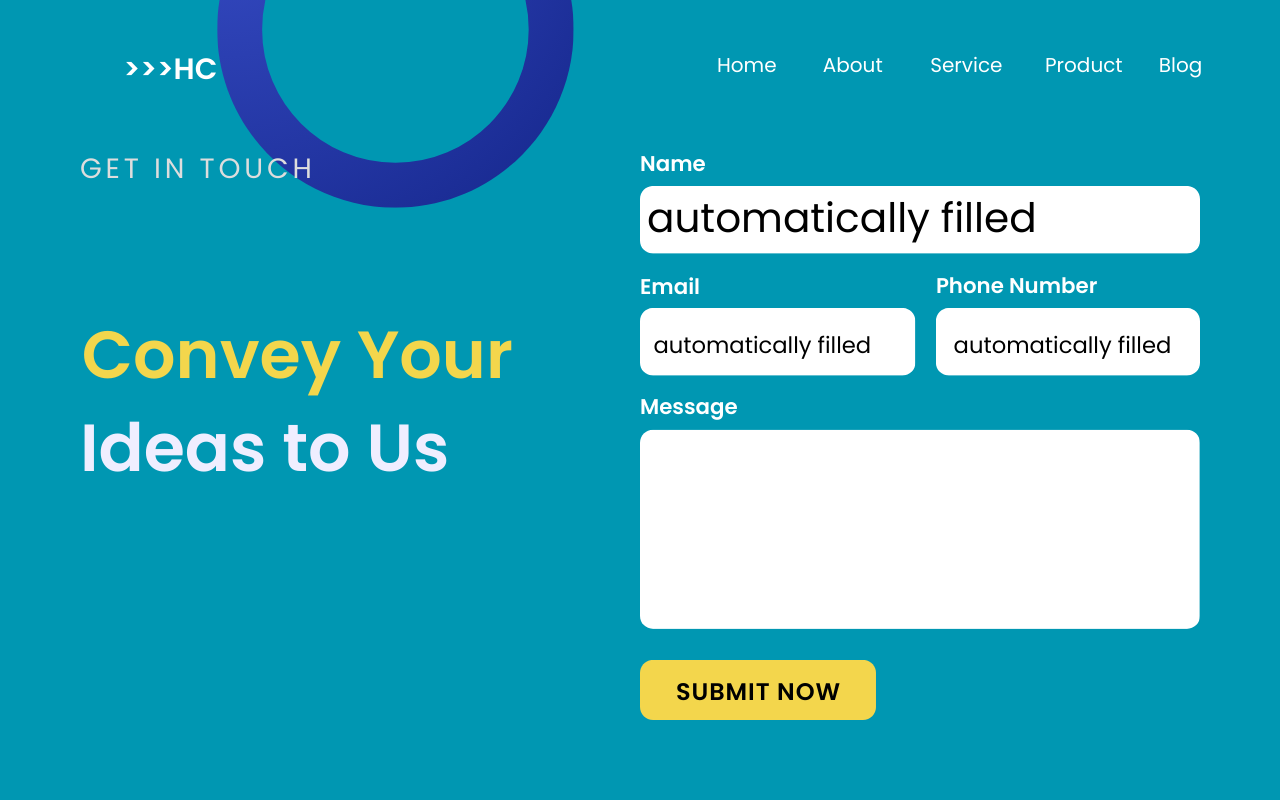 >>>HC
Home About Service Product Blog
GET IN TOUCH
Convey Your
Ideas to Us
Name
automatically filled
Email Phone Number
automatically filled automatically filled
Message
SUBMIT NOW